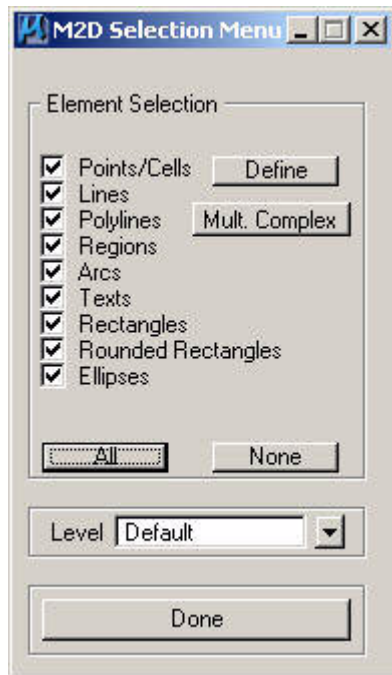 M2D Selection Menu
Element Selection
Points/Cells Define
Lines
Polylines Mult. Complex
Regions
Arcs
Texts
Rectangles
Rounded Rectangles
Ellipses
All None
Level Default
Done